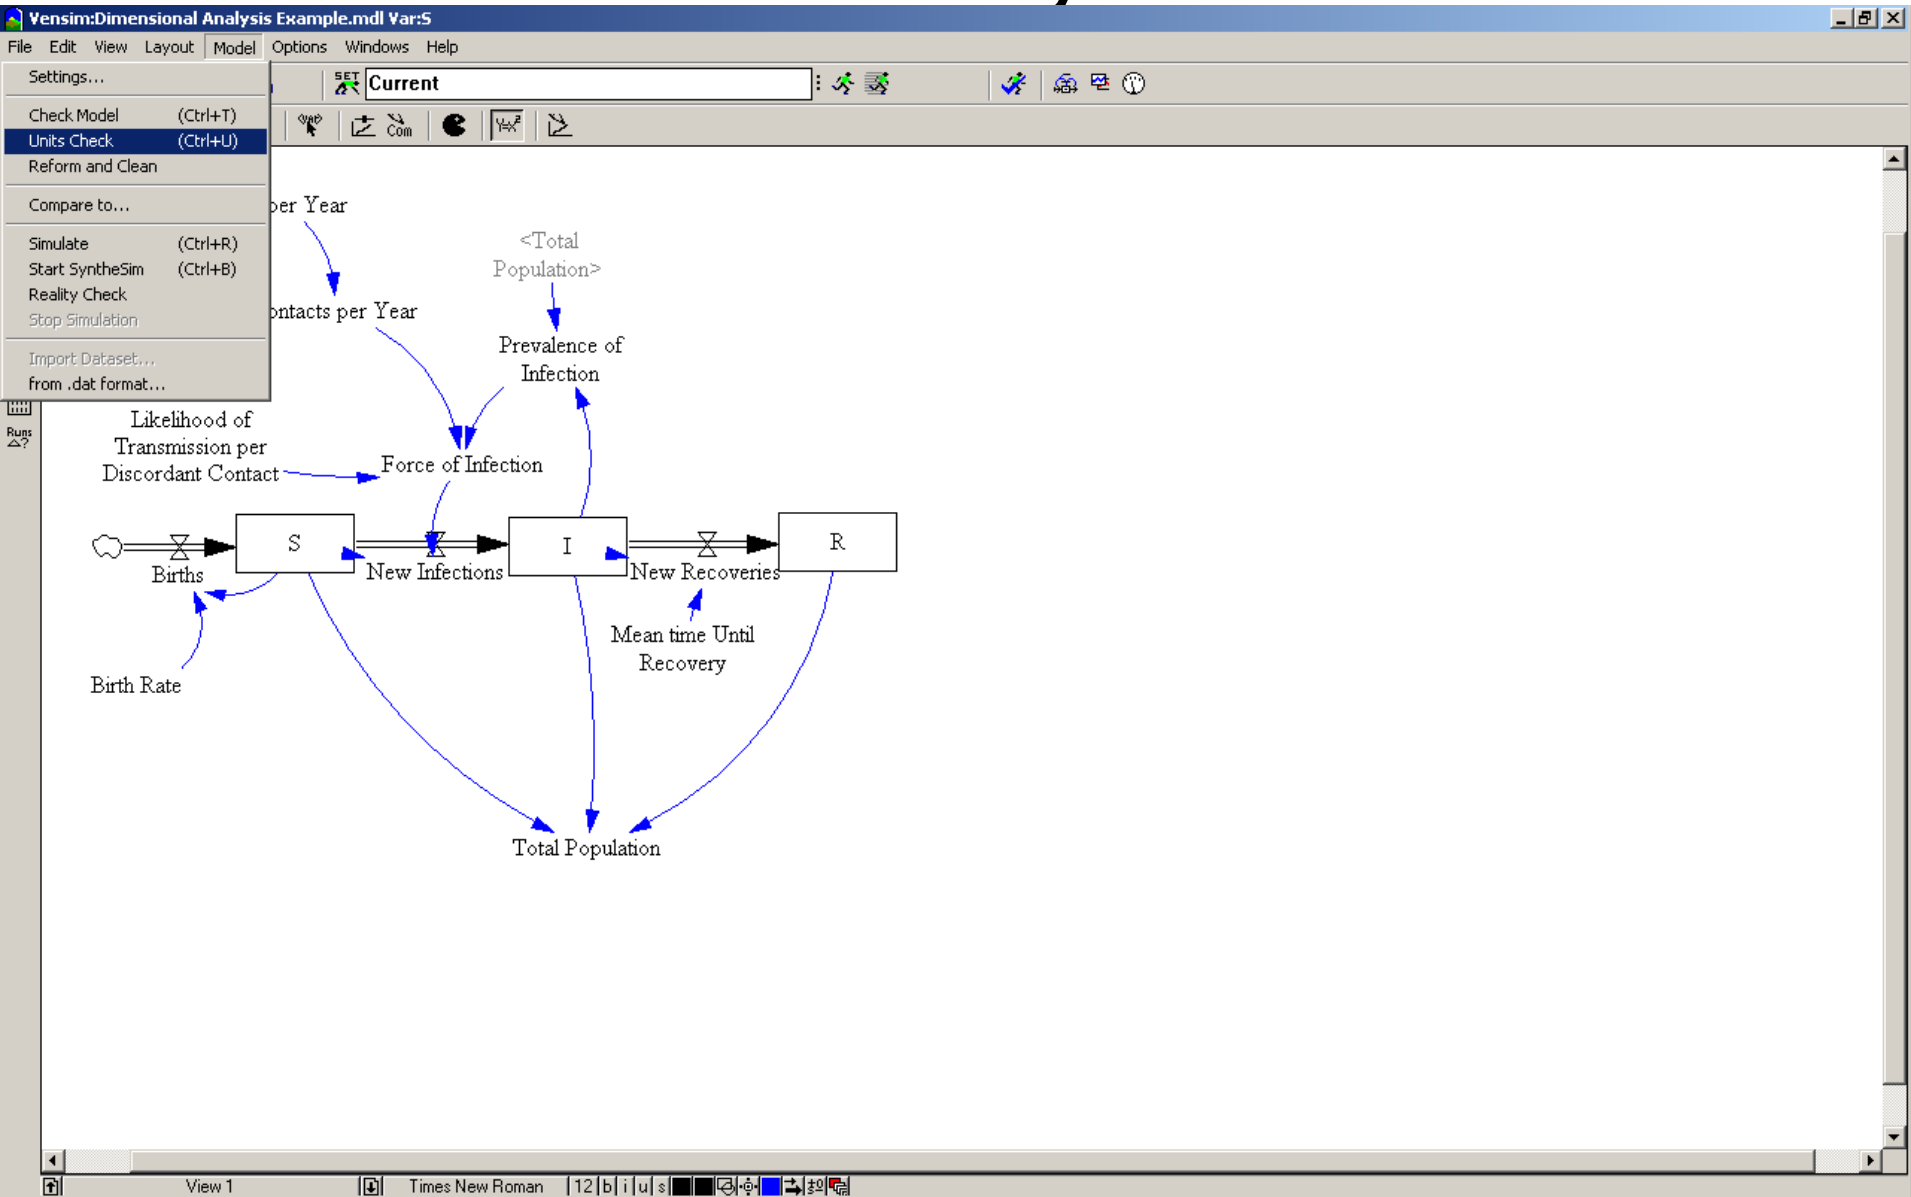 Vensim:Dimensional Analysis Example.mdl Var:S
File Edit View Layout Model Options Windows Help
Settings...
SET Current
Check Model (Ctrl+T)
Com
Y=X²
Units Check (Ctrl+U)
Reform and Clean
Compare to...
Simulate (Ctrl+R)
Start SyntheSim (Ctrl+B)
Reality Check
Stop Simulation
Import Dataset...
from .dat format...
Runs
△?
per Year
<Total
Population>
ontacts per Year
Prevalence of
Infection
Likelihood of
Transmission per
Discordant Contact
Force of Infection
S
I
R
Births
New Infections
New Recoveries
Mean time Until
Recovery
Birth Rate
Total Population
View 1
Times New Roman 12 b i u s